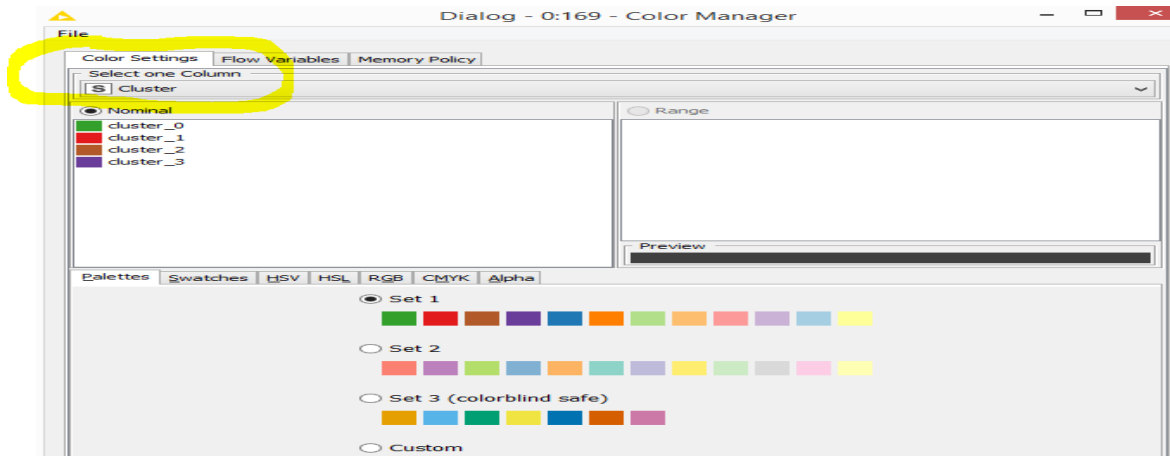 Dialog - 0:169 - Color Manager
File
Color Settings Flow Variables Memory Policy
Select one Column
S Cluster
Nominal
Range
cluster_0
cluster_1
cluster_2
cluster_3
Preview
Palettes Swatches HSV HSL RGB CMYK Alpha
Set 1
Set 2
Set 3 (colorblind safe)
Custom